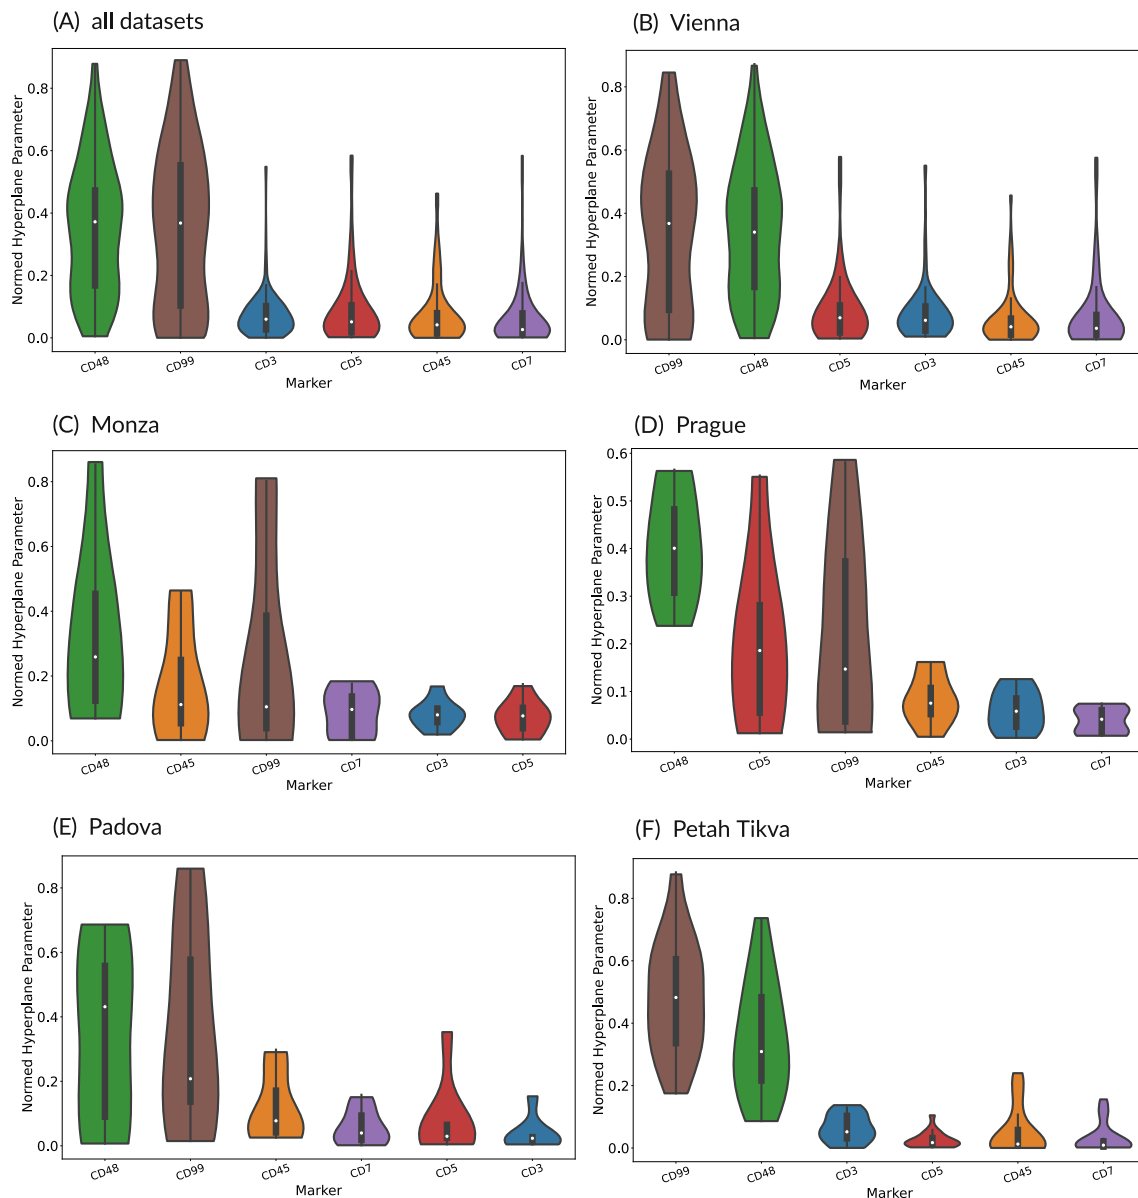 (A) all datasets
Normed Hyperplane Parameter
0.8
0.6
0.4
0.2
0.0
CD48 CD99 CD3 CD5 CD45 CD7
Marker
(B) Vienna
Normed Hyperplane Parameter
0.8
0.6
0.4
0.2
0.0
CD99 CD48 CD5 CD3 CD45 CD7
Marker
(C) Monza
Normed Hyperplane Parameter
0.8
0.6
0.4
0.2
0.0
CD48 CD45 CD99 CD7 CD3 CD5
Marker
(D) Prague
Normed Hyperplane Parameter
0.6
0.5
0.4
0.3
0.2
0.1
0.0
CD48 CD5 CD99 CD45 CD3 CD7
Marker
(E) Padova
Normed Hyperplane Parameter
0.8
0.6
0.4
0.2
0.0
CD48 CD99 CD45 CD7 CD5 CD3
Marker
(F) Petah Tikva
Normed Hyperplane Parameter
0.8
0.6
0.4
0.2
0.0
CD99 CD48 CD3 CD5 CD45 CD7
Marker